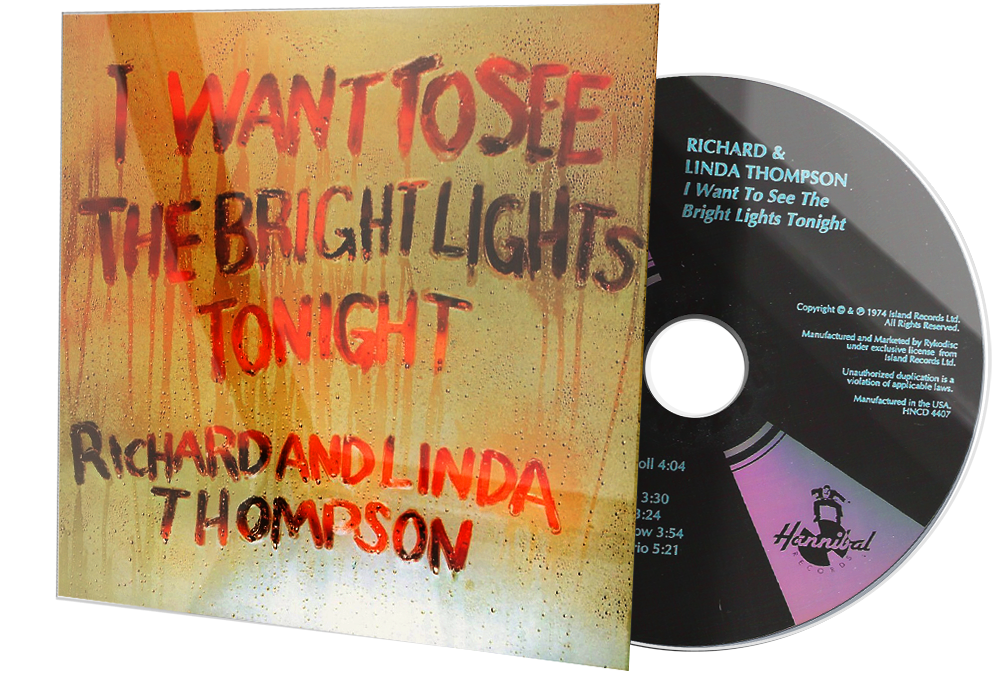 I WANT TO SEE
THE BRIGHT LIGHTS
TONIGHT
RICHARD AND LINDA
THOMPSON
RICHARD &
LINDA THOMPSON
I Want To See The
Bright Lights Tonight
Copyright © & ℗ 1974 Island Records Ltd.
All Rights Reserved.
Manufactured and Marketed by Rykodisc
under exclusive license from
Island Records Ltd.
Unauthorized duplication is a
violation of applicable laws.
Manufactured in the USA.
HNCD 4407
oll 4:04
3:30
3:24
ow 3:54
rio 5:21
Hannibal
RECORDS